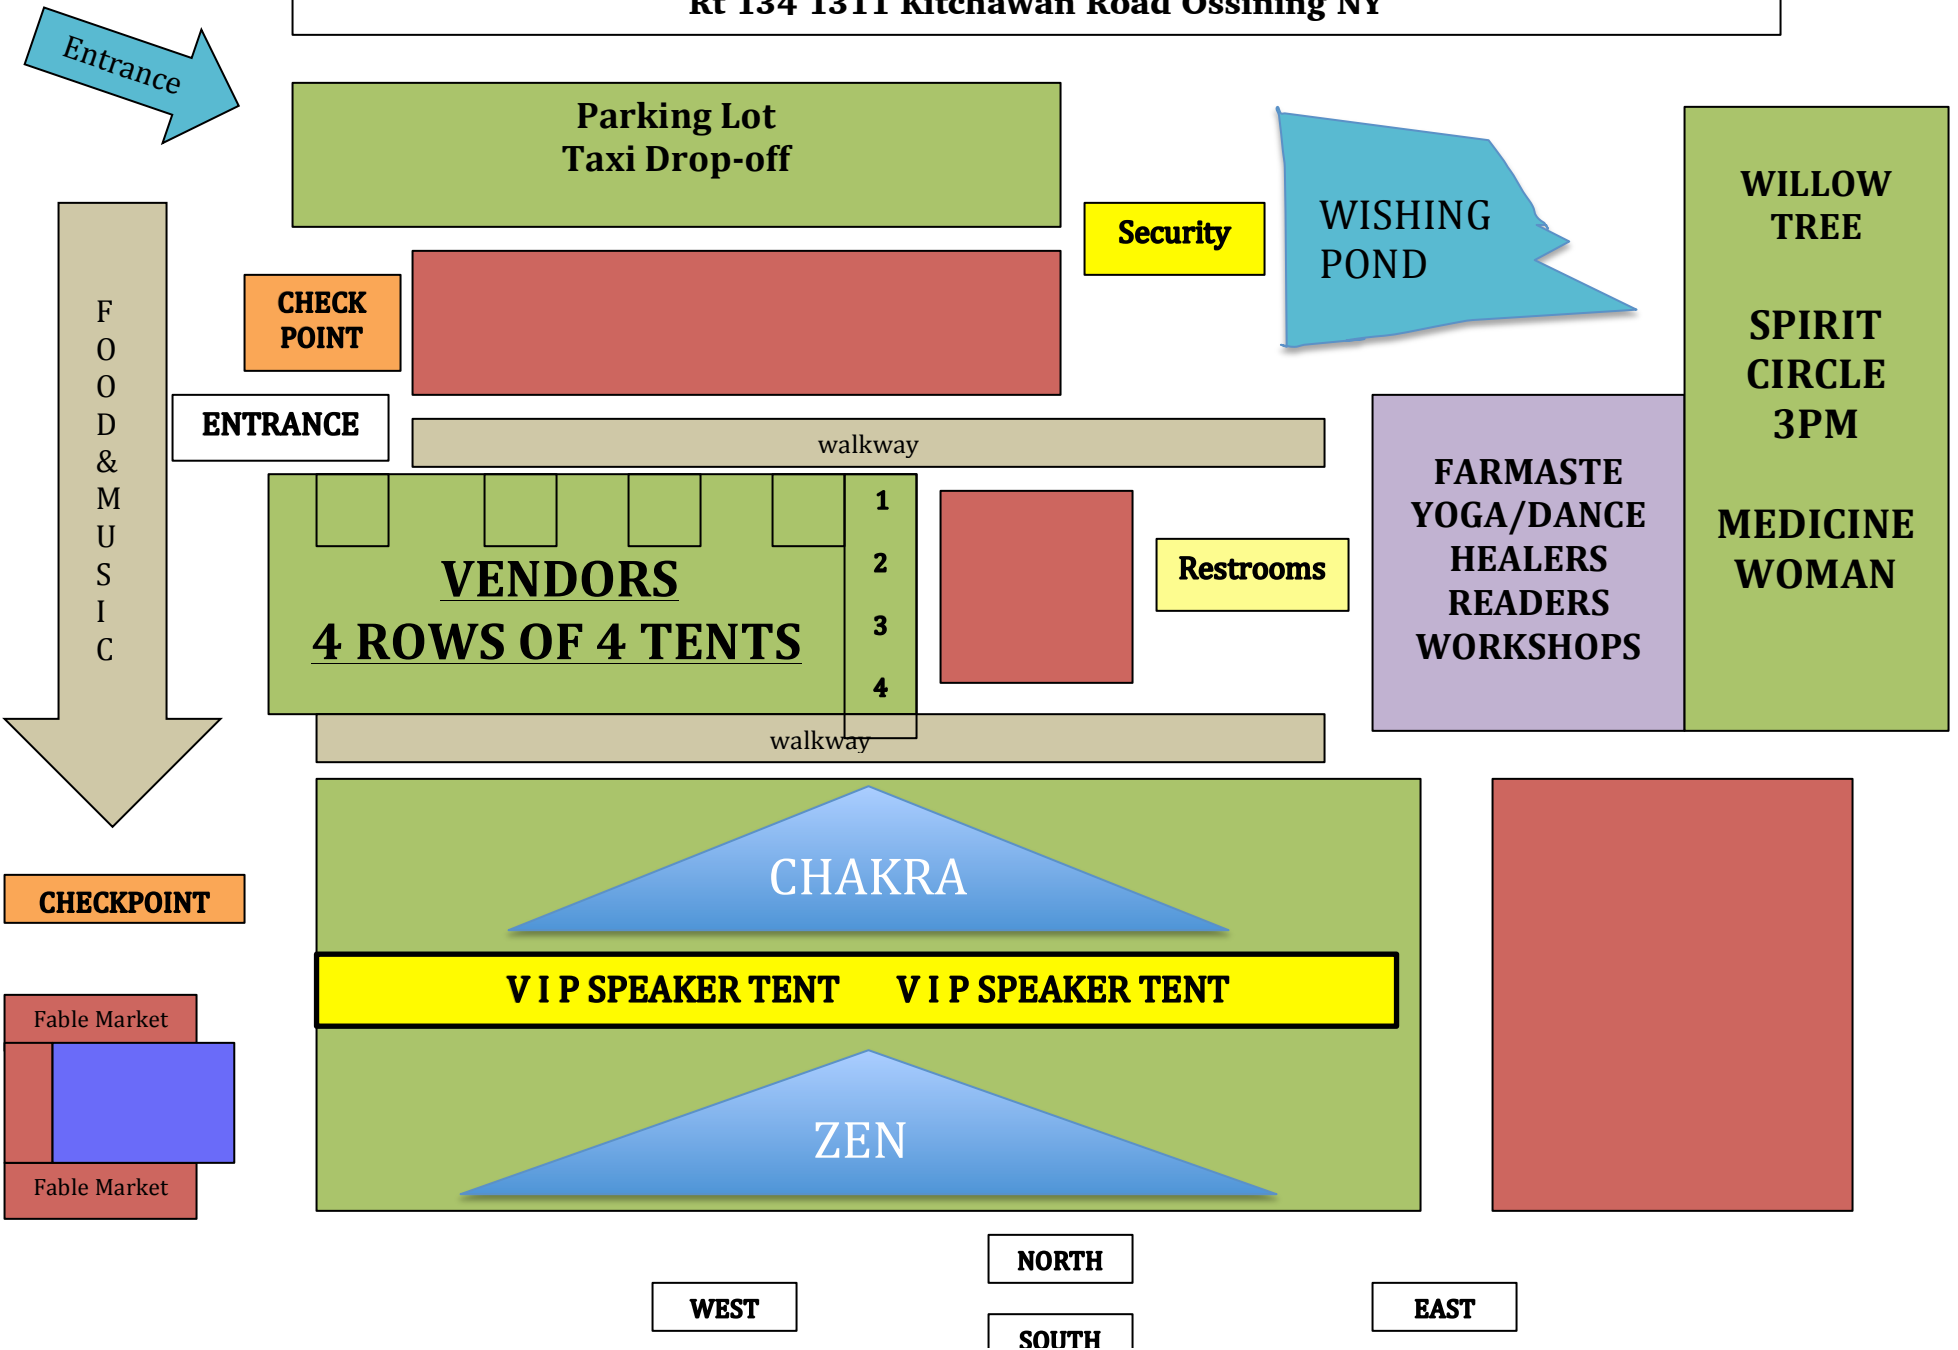 Rt 134 1311 Kitchawan Road Ossining NY
Entrance
Parking Lot
Taxi Drop-off
Security
WISHING
POND
WILLOW
TREE
SPIRIT
CIRCLE
3PM
MEDICINE
WOMAN
CHECK
POINT
F
O
O
D
&
M
U
S
I
C
ENTRANCE
walkway
FARMASTE
YOGA/DANCE
HEALERS
READERS
WORKSHOPS
1
2
3
4
VENDORS
4 ROWS OF 4 TENTS
Restrooms
walkway
CHAKRA
CHECKPOINT
V I P SPEAKER TENT V I P SPEAKER TENT
Fable Market
ZEN
Fable Market
NORTH
WEST
EAST
SOUTH